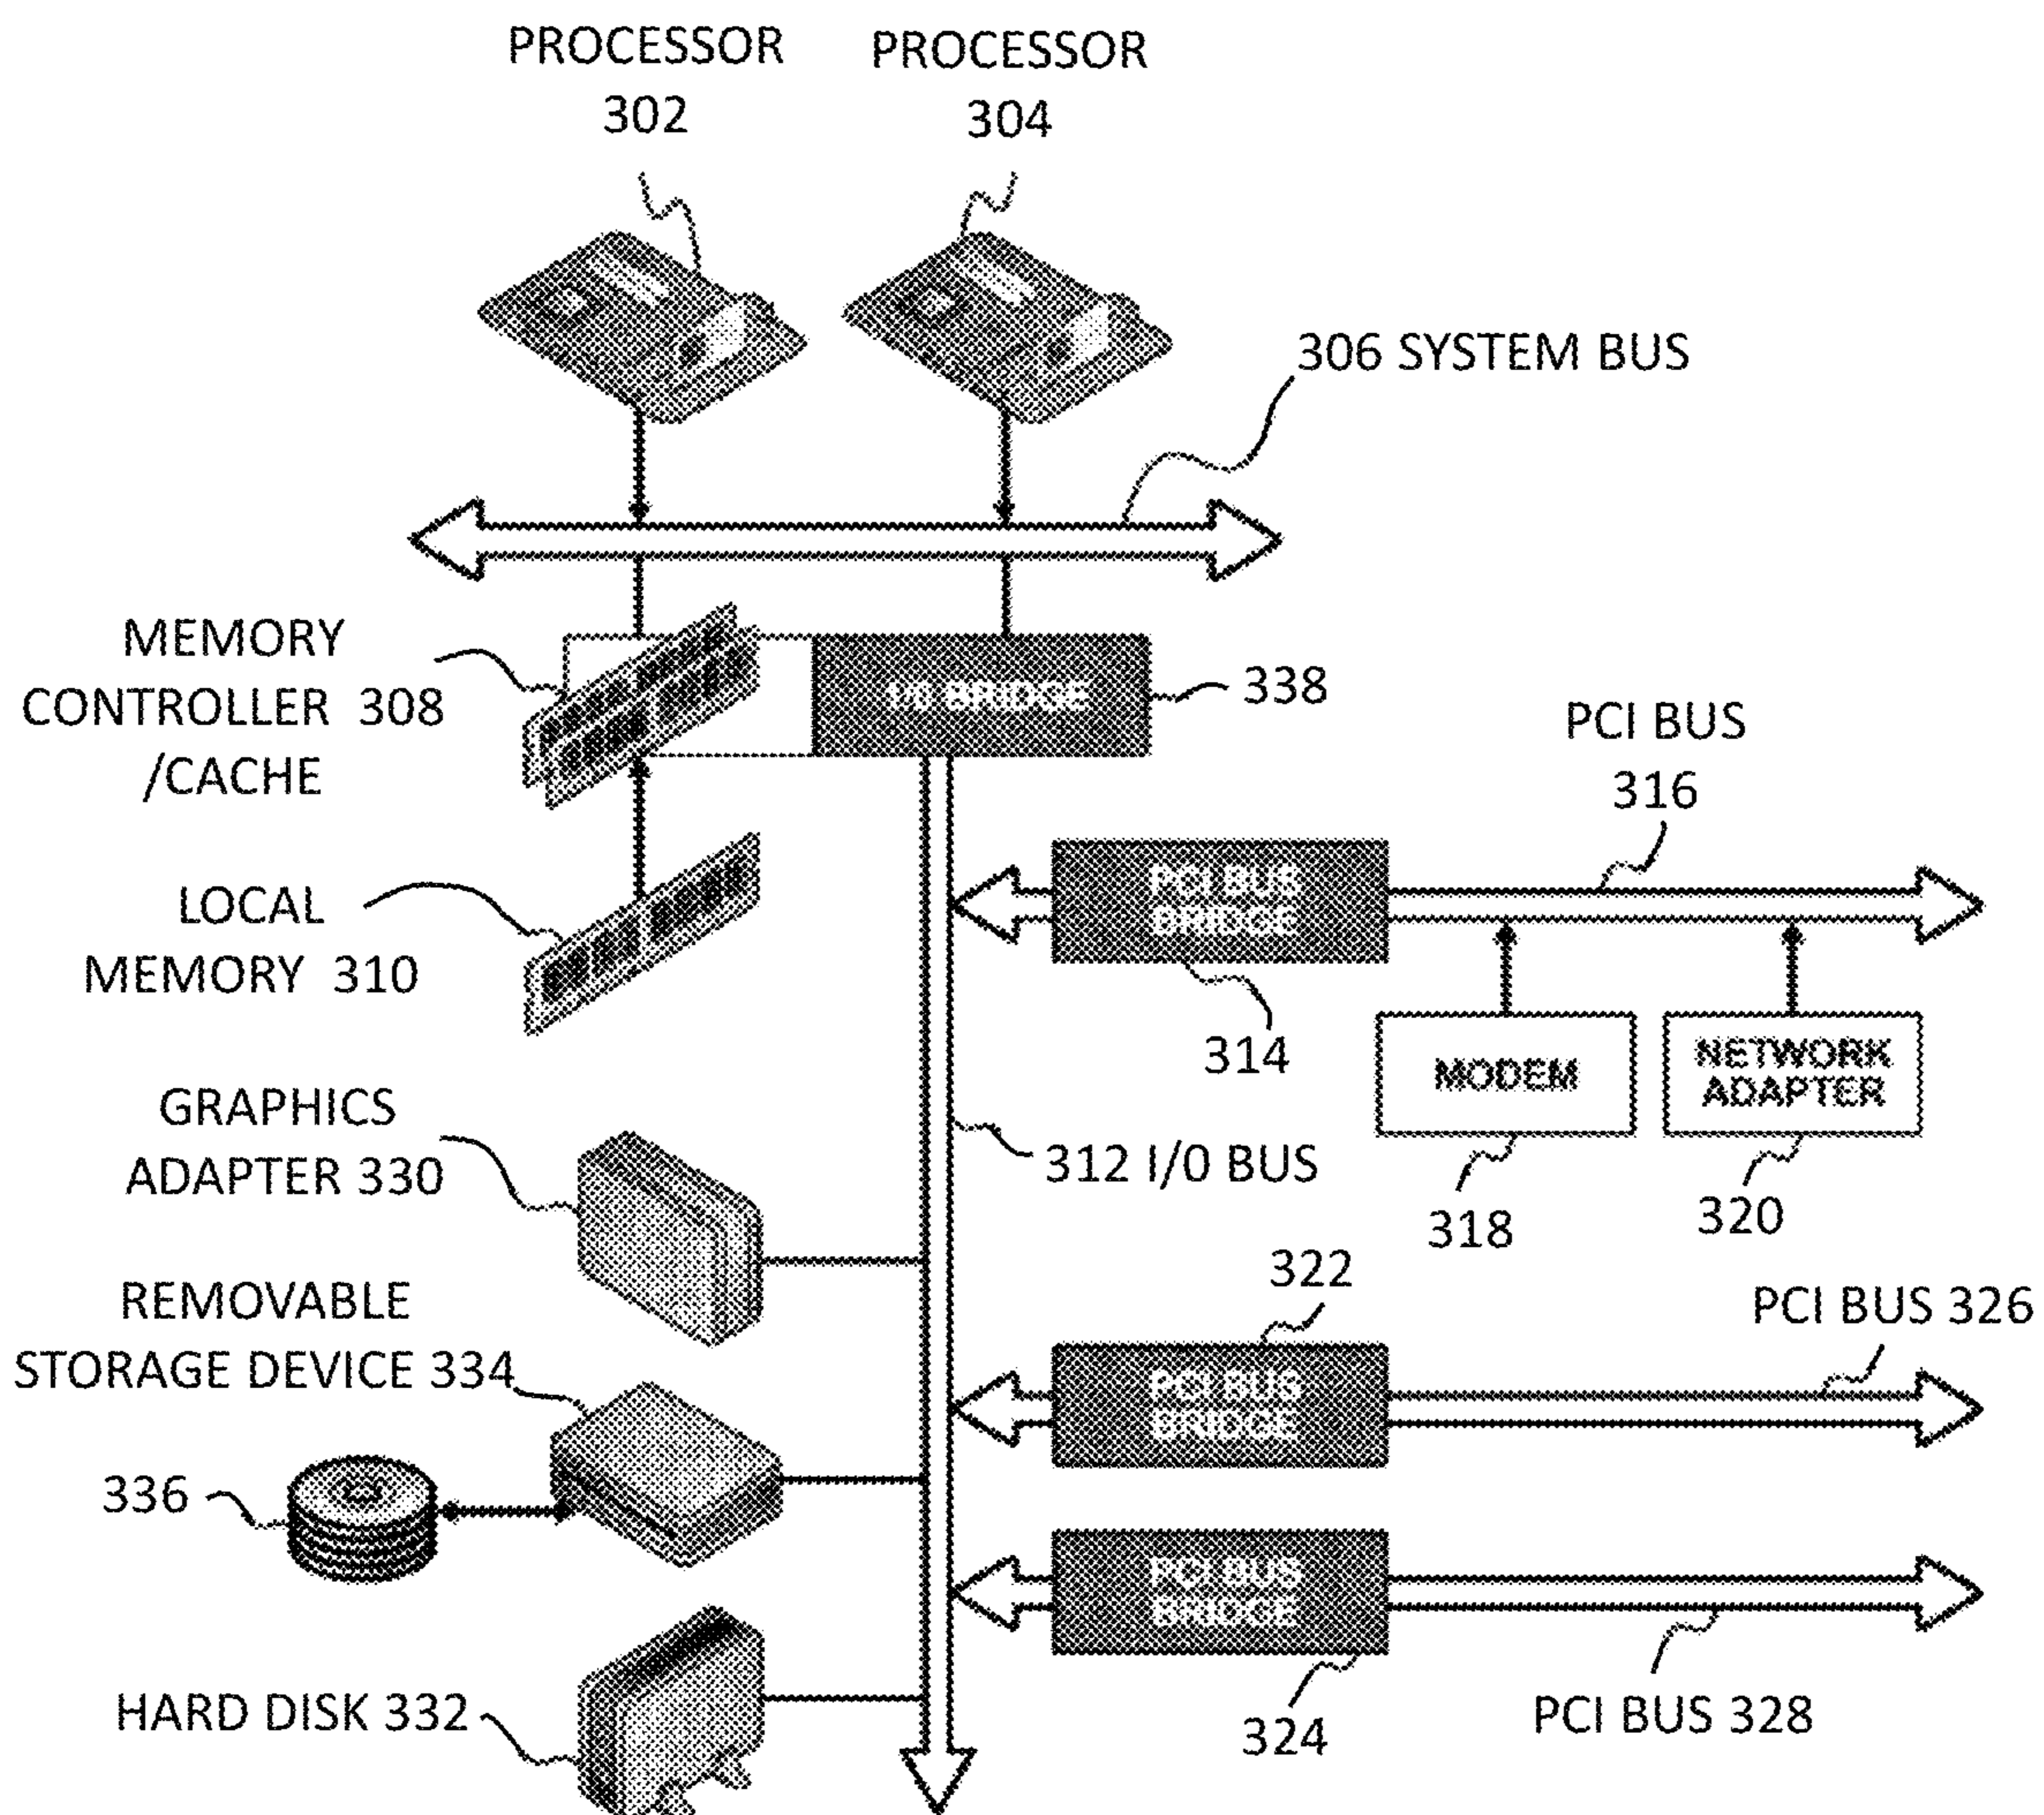 PROCESSOR
302
PROCESSOR
304
306 SYSTEM BUS
MEMORY
CONTROLLER 308
/CACHE
I/O BRIDGE
338
PCI BUS
316
LOCAL
MEMORY 310
PCI BUS
BRIDGE
314
MODEM
318
NETWORK
ADAPTER
320
GRAPHICS
ADAPTER 330
312 I/O BUS
322
PCI BUS
BRIDGE
PCI BUS 326
REMOVABLE
STORAGE DEVICE 334
336
PCI BUS
BRIDGE
324
PCI BUS 328
HARD DISK 332